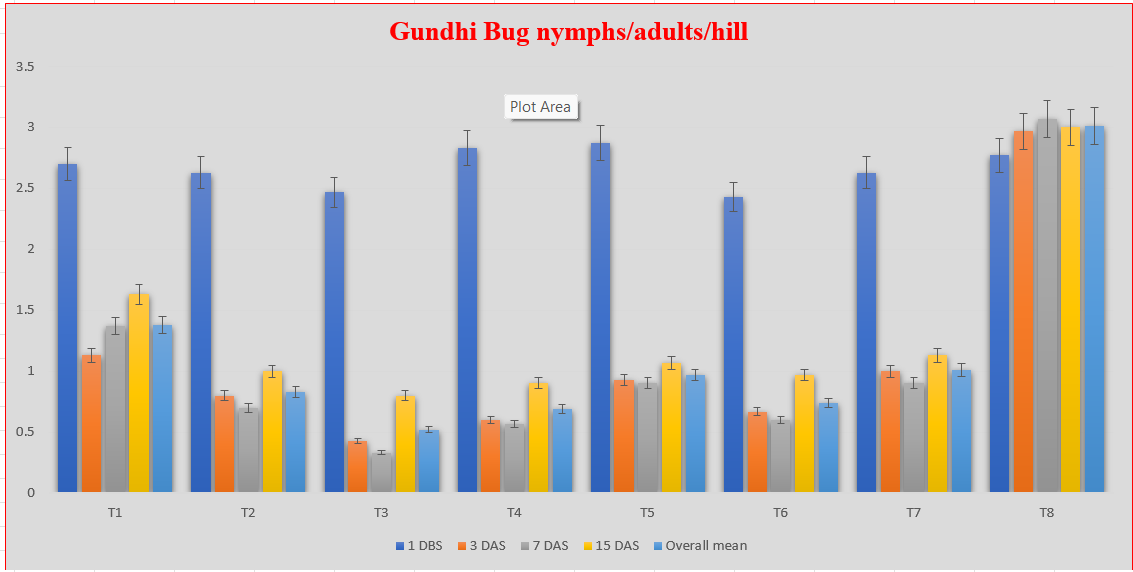 Gundhi Bug nymphs/adults/hill
3.5
Plot Area
3
2.5
2
1.5
1
0.5
0
T1 T2 T3 T4 T5 T6 T7 T8
1 DBS 3 DAS 7 DAS 15 DAS Overall mean